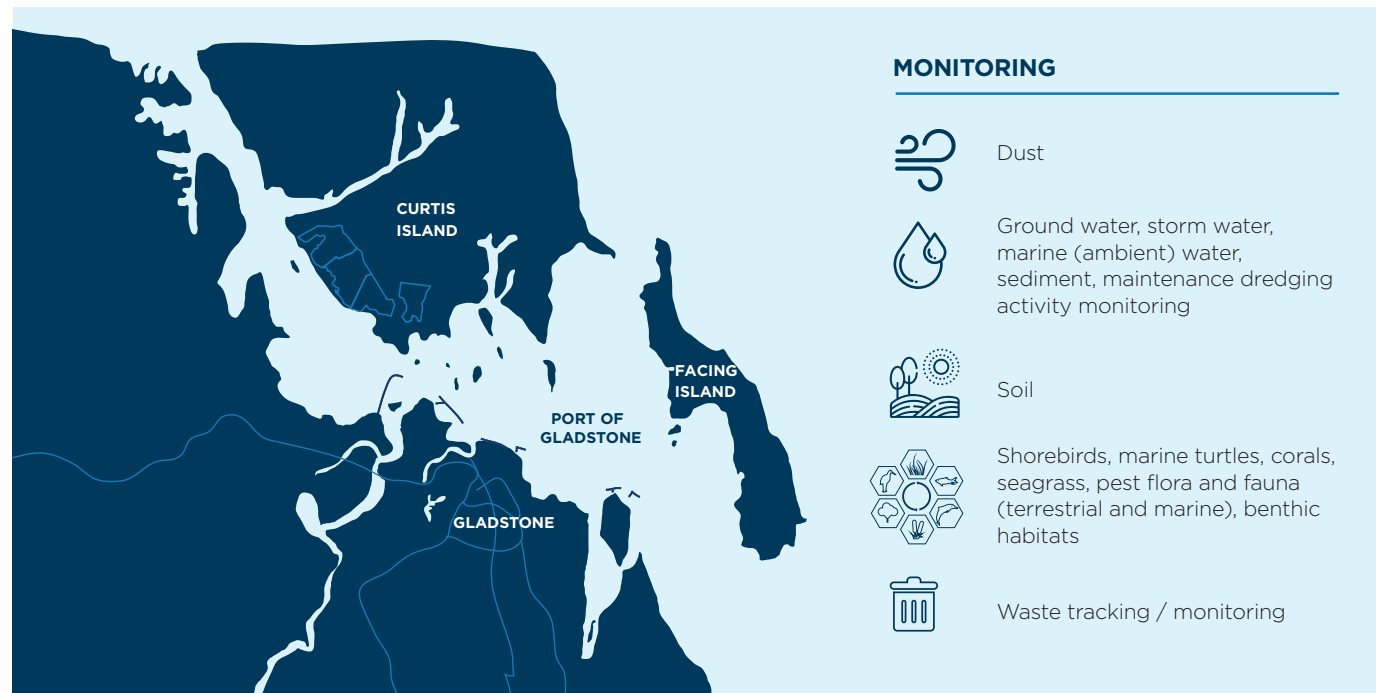 CURTIS
ISLAND
FACING
ISLAND
PORT OF
GLADSTONE
GLADSTONE
MONITORING
Dust
Ground water, storm water,
marine (ambient) water,
sediment, maintenance dredging
activity monitoring
Soil
Shorebirds, marine turtles, corals,
seagrass, pest flora and fauna
(terrestrial and marine), benthic
habitats
Waste tracking / monitoring